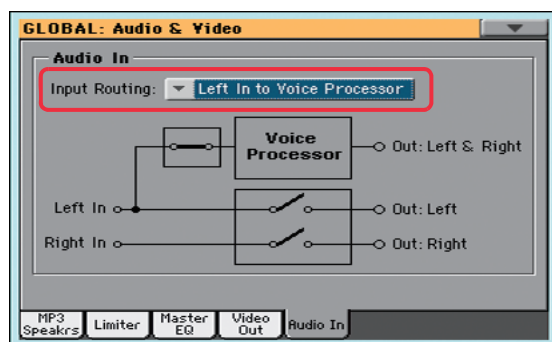 GLOBAL: Audio & Video
Audio In
Input Routing: Left In to Voice Processor
Voice
Processor
Out: Left & Right
Left In
Out: Left
Right In
Out: Right
MP3
Speakrs
Limiter
Master
EQ
Video
Out
Audio In